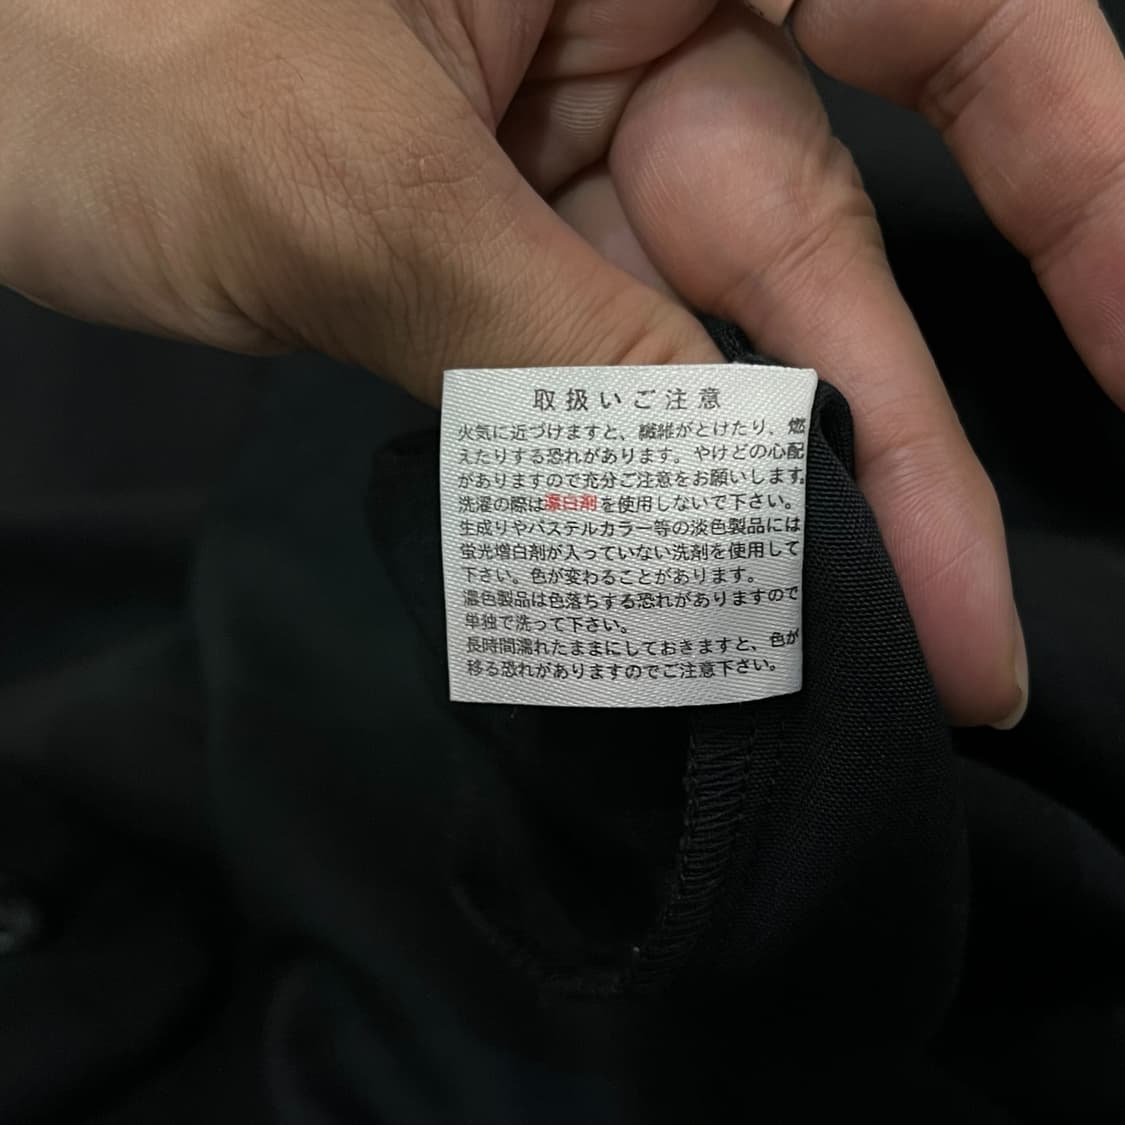 取扱いご注意
火気に近づけますと、繊維がとけたり、燃
えたりする恐れがあります。やけどの心配
がありますので充分ご注意をお願いします。
洗濯の際は漂白剤を使用しないで下さい。
生成りやパステルカラー等の淡色製品には
蛍光増白剤が入っていない洗剤を使用して
下さい。色が変わることがあります。
濃色製品は色落ちする恐れがありますので
単独で洗って下さい。
長時間濡れたままにしておきますと、色が
移る恐れがありますのでご注意下さい。